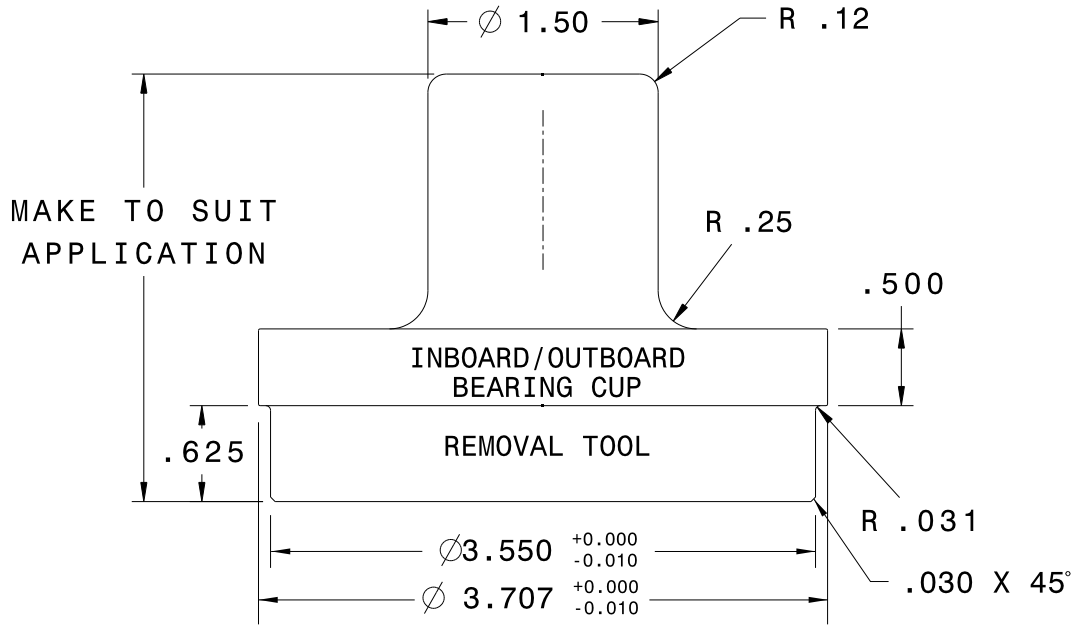 ⌀ 1.50
R .12
MAKE TO SUIT
APPLICATION
R .25
.500
INBOARD/OUTBOARD
BEARING CUP
.625
REMOVAL TOOL
R .031
⌀3.550 +0.000
-0.010
.030 X 45°
⌀ 3.707 +0.000
-0.010